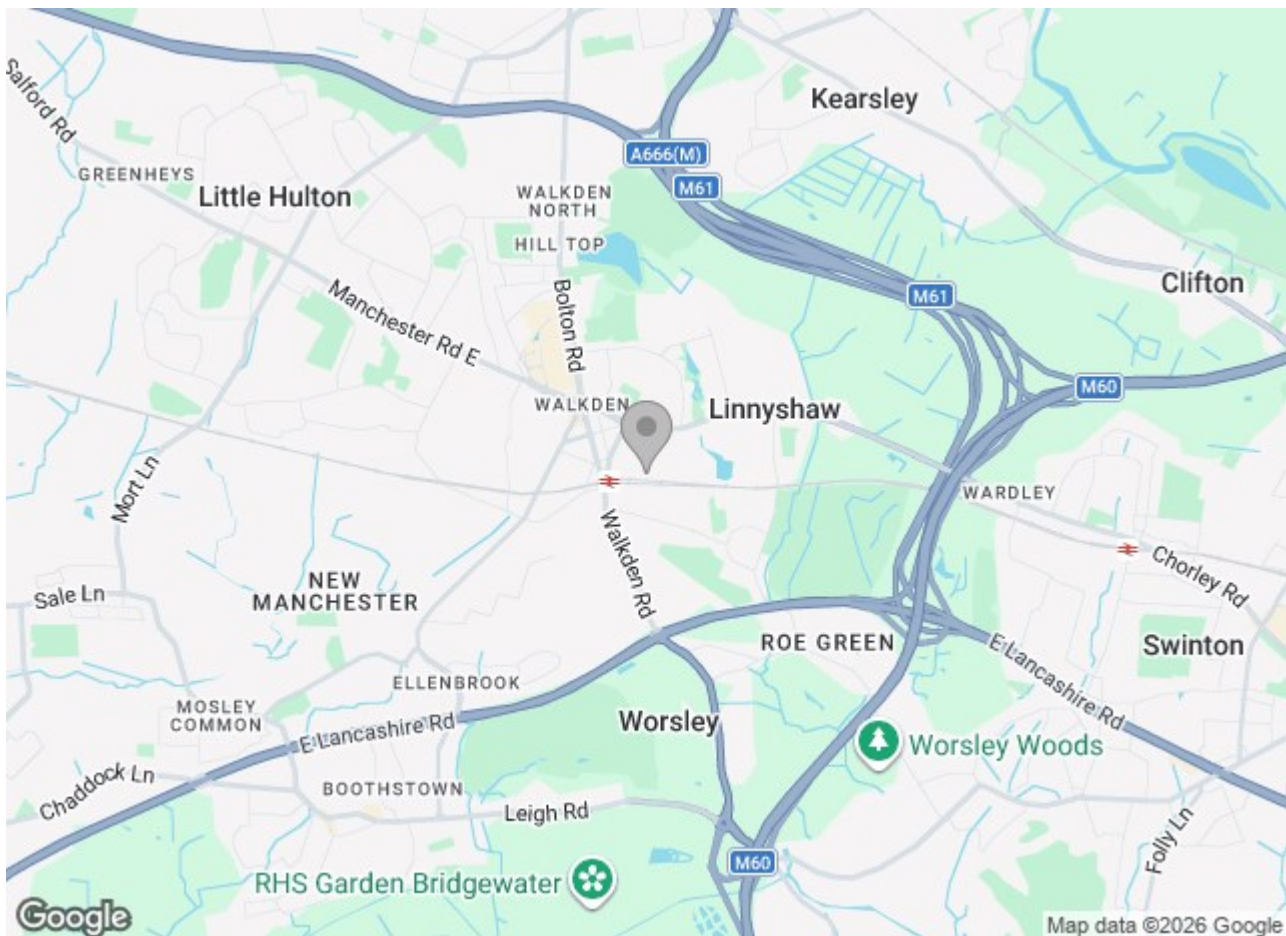 Kearsley
Salford Rd
A666(M)
GREENHEYS
M61
Little Hulton
WALKDEN
NORTH
HILL TOP
Clifton
M61
Manchester Rd E
Bolton Rd
M60
WALKDEN
Linnyshaw
Mort Ln
WARDLEY
Walkden Rd
Chorley Rd
NEW
MANCHESTER
Sale Ln
ROE GREEN
Swinton
E Lancashire Rd
ELLENBROOK
MOSLEY
COMMON
Worsley
E Lancashire Rd
Worsley Woods
Chaddock Ln
BOOTHSTOWN
Leigh Rd
Folly Ln
M60
RHS Garden Bridgewater
Google
Map data ©2026 Google